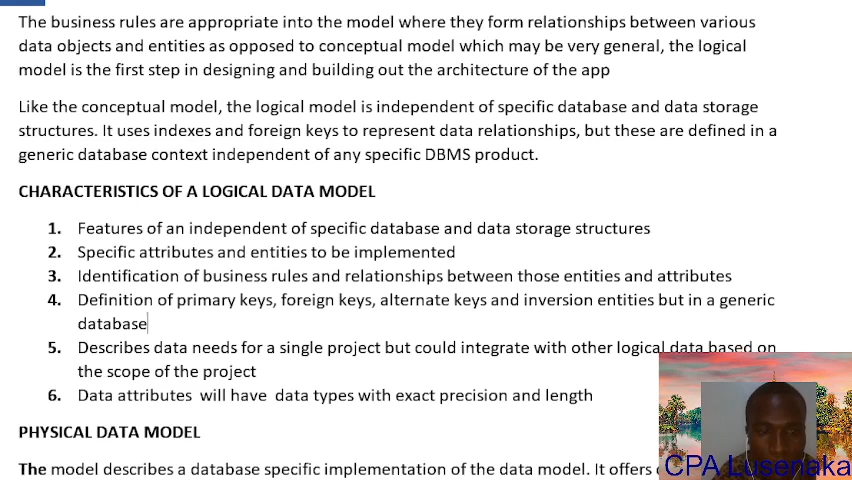 The business rules are appropriate into the model where they form relationships between various
data objects and entities as opposed to conceptual model which may be very general, the logical
model is the first step in designing and building out the architecture of the app
Like the conceptual model, the logical model is independent of specific database and data storage
structures. It uses indexes and foreign keys to represent data relationships, but these are defined in a
generic database context independent of any specific DBMS product.
CHARACTERISTICS OF A LOGICAL DATA MODEL
1. Features of an independent of specific database and data storage structures
2. Specific attributes and entities to be implemented
3. Identification of business rules and relationships between those entities and attributes
4. Definition of primary keys, foreign keys, alternate keys and inversion entities but in a generic
database
5. Describes data needs for a single project but could integrate with other logical data based on
the scope of the project
6. Data attributes will have data types with exact precision and length
PHYSICAL DATA MODEL
The model describes a database specific implementation of the data model. It offers
CPA Lusenaka